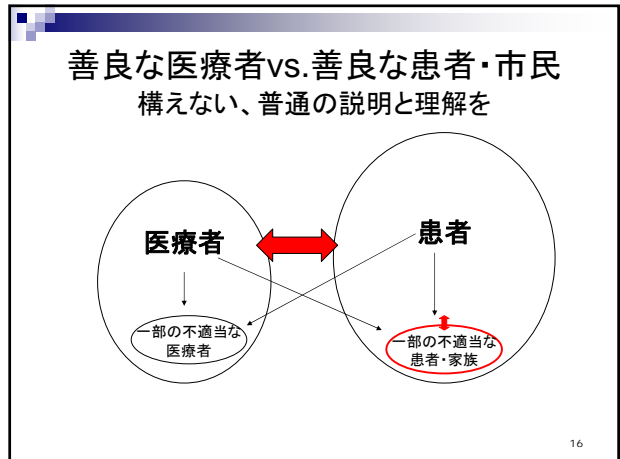 善良な医療者vs.善良な患者・市民
構えない、普通の説明と理解を
医療者
患者
一部の不適当な
医療者
一部の不適当な
患者・家族
16